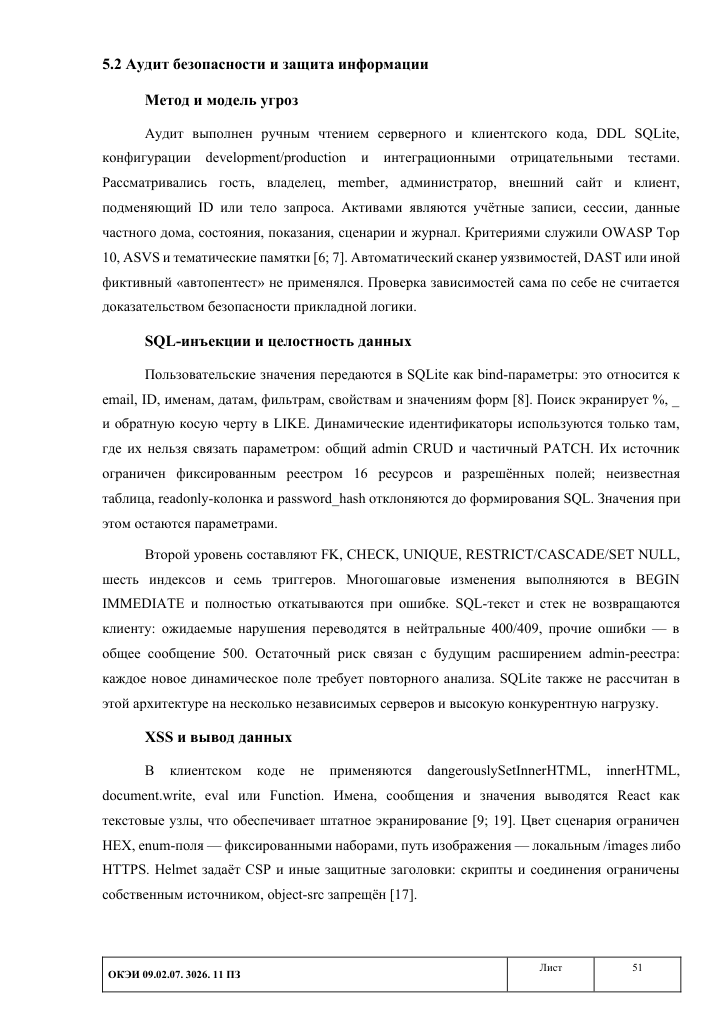 5.2 Аудит безопасности и защита информации
Метод и модель угроз
Аудит выполнен ручным чтением серверного и клиентского кода, DDL SQLite,
конфигурации development/production и интеграционными отрицательными тестами.
Рассматривались гость, владелец, member, администратор, внешний сайт и клиент,
подменяющий ID или тело запроса. Активами являются учётные записи, сессии, данные
частного дома, состояния, показания, сценарии и журнал. Критериями служили OWASP Top
10, ASVS и тематические памятки [6; 7]. Автоматический сканер уязвимостей, DAST или иной
фиктивный «автопентест» не применялся. Проверка зависимостей сама по себе не считается
доказательством безопасности прикладной логики.
SQL-инъекции и целостность данных
Пользовательские значения передаются в SQLite как bind-параметры: это относится к
email, ID, именам, датам, фильтрам, свойствам и значениям форм [8]. Поиск экранирует %, _
и обратную косую черту в LIKE. Динамические идентификаторы используются только там,
где их нельзя связать параметром: общий admin CRUD и частичный PATCH. Их источник
ограничен фиксированным реестром 16 ресурсов и разрешённых полей; неизвестная
таблица, readonly-колонка и password_hash отклоняются до формирования SQL. Значения при
этом остаются параметрами.
Второй уровень составляют FK, CHECK, UNIQUE, RESTRICT/CASCADE/SET NULL,
шесть индексов и семь триггеров. Многошаговые изменения выполняются в BEGIN
IMMEDIATE и полностью откатываются при ошибке. SQL-текст и стек не возвращаются
клиенту: ожидаемые нарушения переводятся в нейтральные 400/409, прочие ошибки — в
общее сообщение 500. Остаточный риск связан с будущим расширением admin-реестра:
каждое новое динамическое поле требует повторного анализа. SQLite также не рассчитан в
этой архитектуре на несколько независимых серверов и высокую конкурентную нагрузку.
XSS и вывод данных
В клиентском коде не применяются dangerouslySetInnerHTML, innerHTML,
document.write, eval или Function. Имена, сообщения и значения выводятся React как
текстовые узлы, что обеспечивает штатное экранирование [9; 19]. Цвет сценария ограничен
HEX, enum-поля — фиксированными наборами, путь изображения — локальным /images либо
HTTPS. Helmet задаёт CSP и иные защитные заголовки: скрипты и соединения ограничены
собственным источником, object-src запрещён [17].
ОКЭИ 09.02.07. 3026. 11 ПЗ
Лист
51